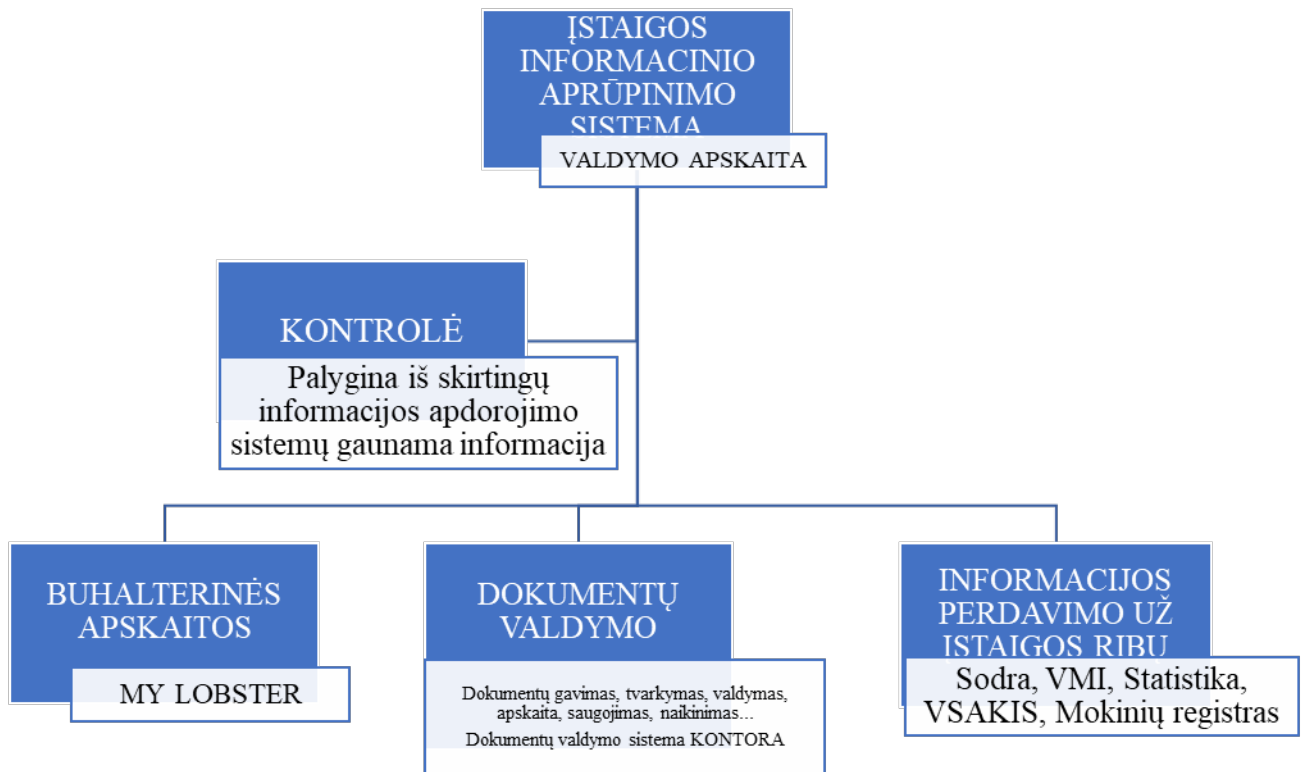 ĮSTAIGOS
INFORMACINIO
APRŪPINIMO
SISTEMA
VALDYMO APSKAITA
KONTROLĖ
Palygina iš skirtingų
informacijos apdorojimo
sistemų gaunama informacija
BUHALTERINĖS
APSKAITOS
MY LOBSTER
DOKUMENTŲ
VALDYMO
Dokumentų gavimas, tvarkymas, valdymas,
apskaita, saugojimas, naikinimas...
Dokumentų valdymo sistema KONTORA
INFORMACIJOS
PERDAVIMO UŽ
ĮSTAIGOS RIBŲ
Sodra, VMI, Statistika,
VSAKIS, Mokinių registras